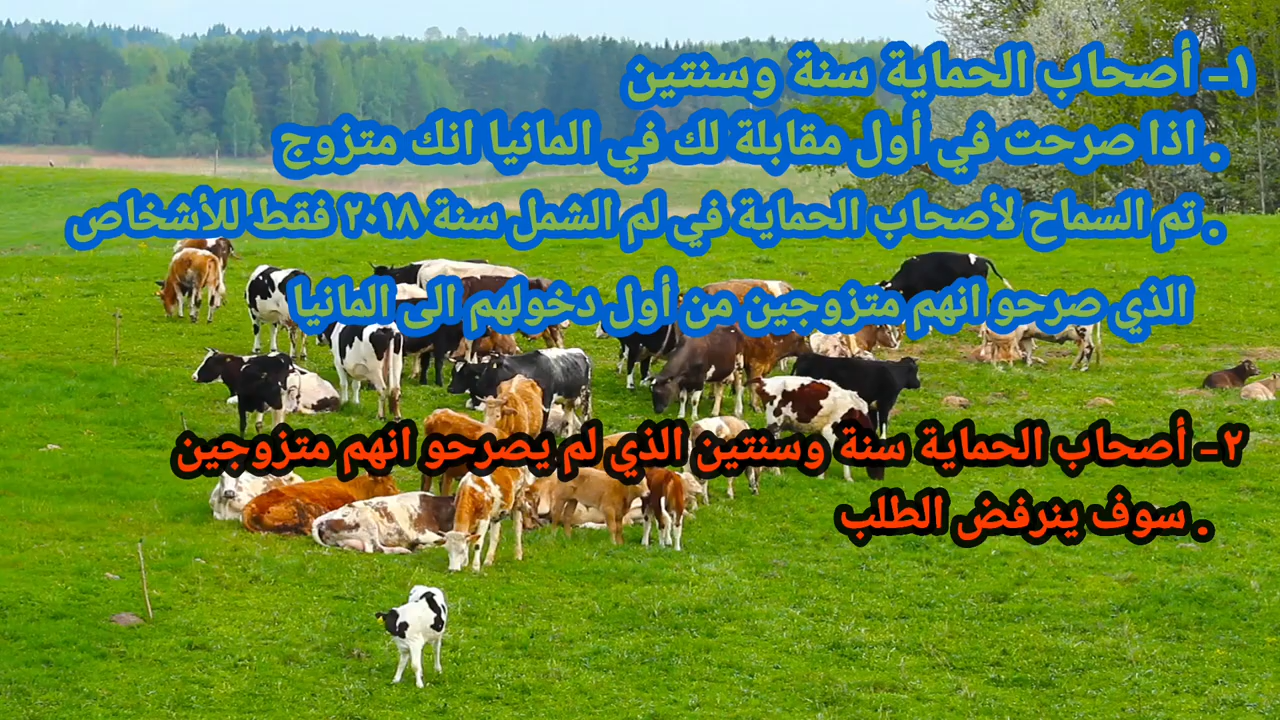 ١- أصحاب الحماية سنة وسنتين
. اذا صرحت في أول مقابلة لك في المانيا انك متزوج
. تم السماح لأصحاب الحماية في لم الشمل سنة ٢٠١٨ فقط للأشخاص
الذي صرحو انهم متزوجين من أول دخولهم الى المانيا
٢- أصحاب الحماية سنة وسنتين الذي لم يصرحو انهم متزوجين
. سوف ينرفض الطلب